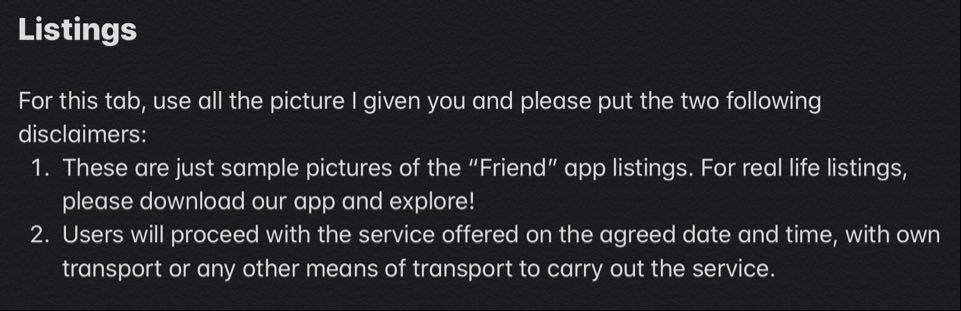 Listings
For this tab, use all the picture I given you and please put the two following
disclaimers:
1. These are just sample pictures of the “Friend” app listings. For real life listings,
please download our app and explore!
2. Users will proceed with the service offered on the agreed date and time, with own
transport or any other means of transport to carry out the service.